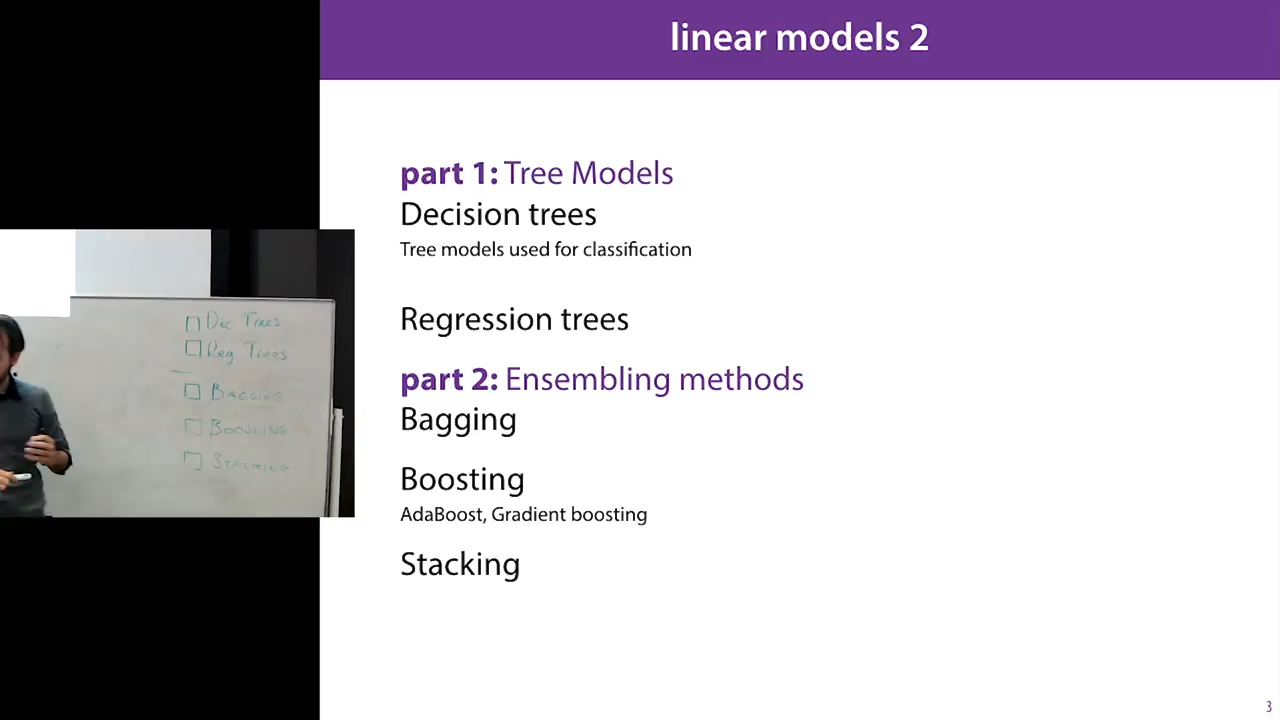 linear models 2
part 1: Tree Models
Decision trees
Tree models used for classification
Regression trees
part 2: Ensembling methods
Bagging
Boosting
AdaBoost, Gradient boosting
Stacking
3
Dec Trees
Reg Trees
BAGGING
BOOSTING
STACKING